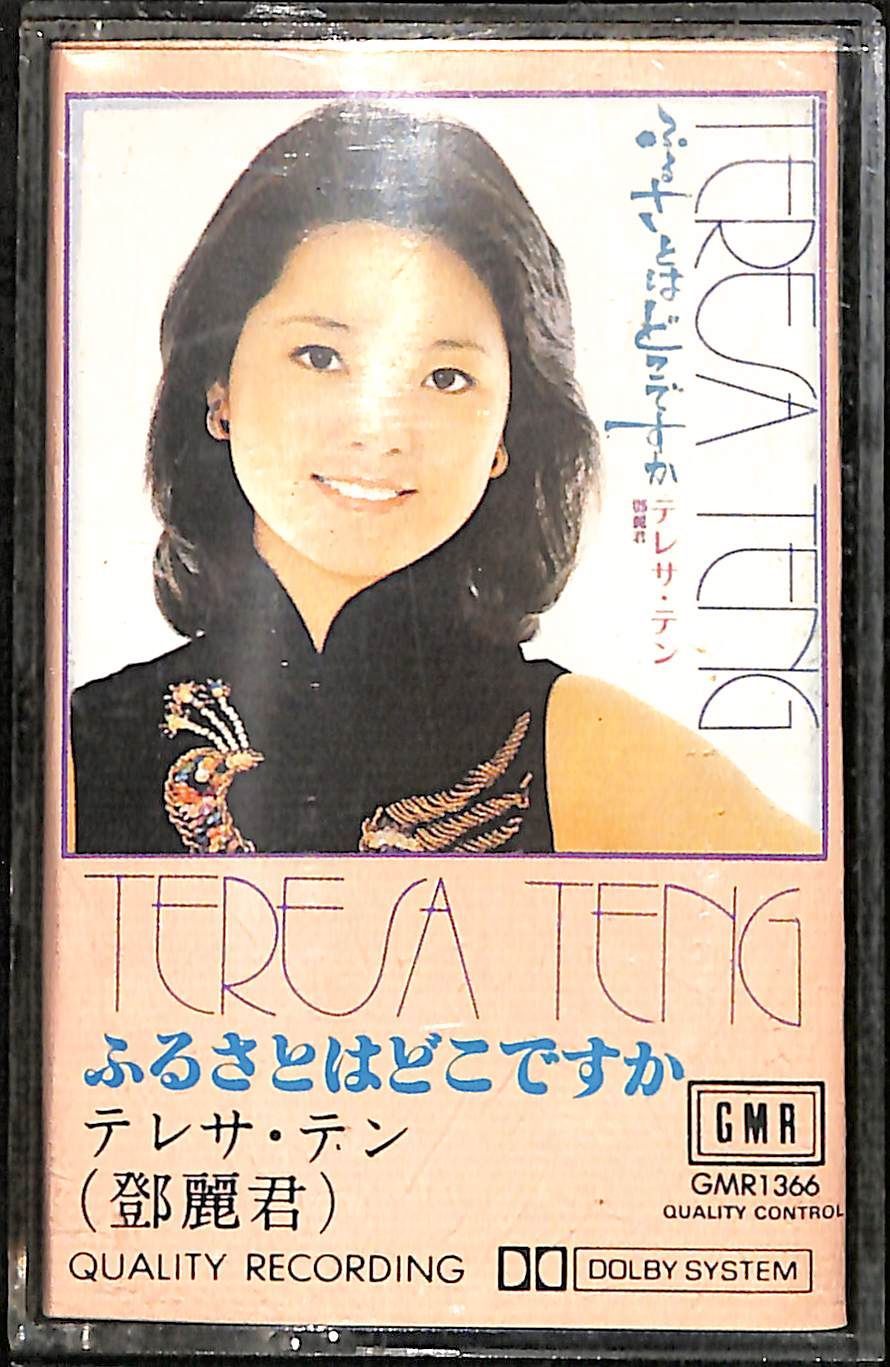 TERESA TENG
ふるさとはどこですか
テレサ・テン
鄧麗君
TERESA TENG
ふるさとはどこですか
テレサ・テン
(鄧麗君)
GMR
GMR1366
QUALITY CONTROL
QUALITY RECORDING
DOLBY SYSTEM